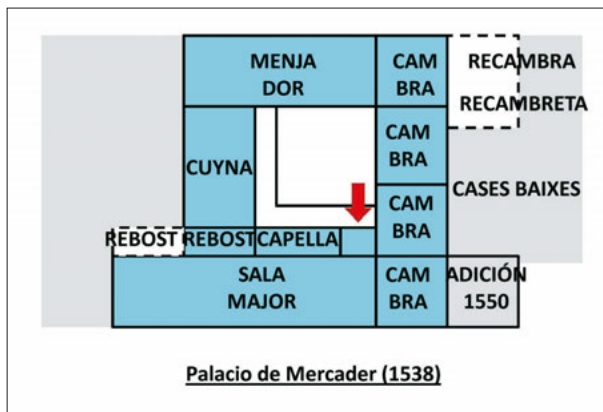 MENJA
DOR
CAM
BRA
RECAMBRA
RECAMBRETA
CUYNA
CAM
BRA
CASES BAIXES
CAM
BRA
REBOST
REBOST
CAPELLA
SALA
MAJOR
CAM
BRA
ADICIÓN
1550
Palacio de Mercader (1538)